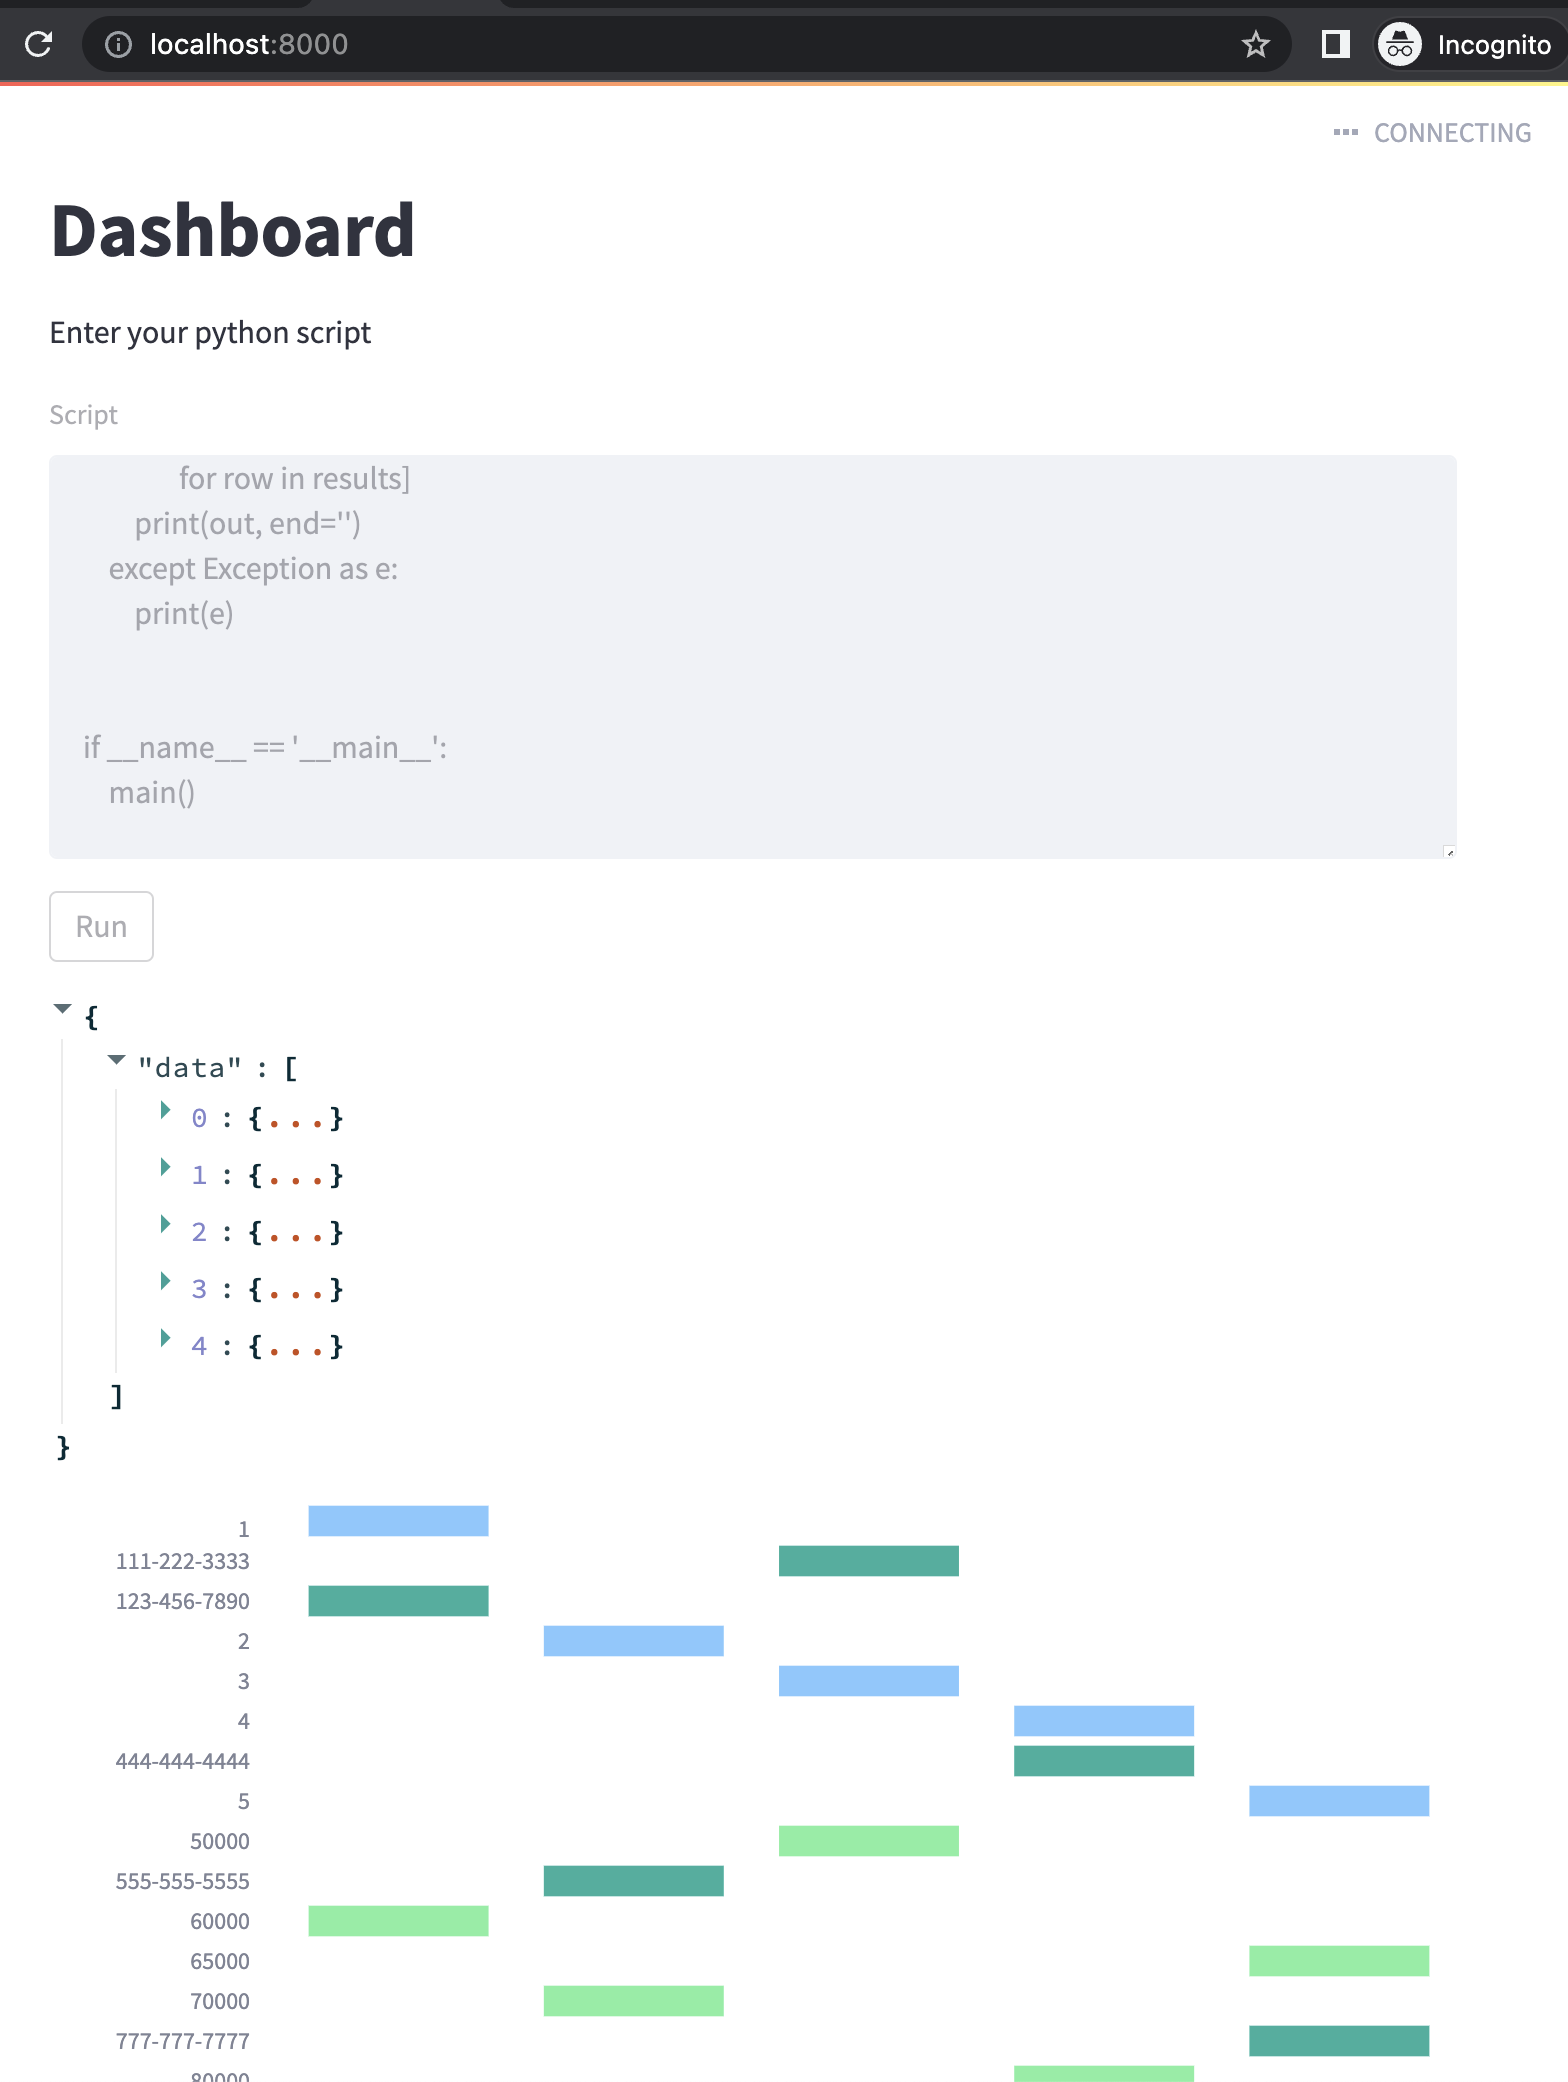 localhost:8000
Incognito
CONNECTING
Dashboard
Enter your python script
Script
for row in results]
print(out, end='')
except Exception as e:
print(e)
if __name__ == '__main__':
main()
Run
{
"data" : [
0 : {...}
1 : {...}
2 : {...}
3 : {...}
4 : {...}
]
}
1
111-222-3333
123-456-7890
2
3
4
444-444-4444
5
50000
555-555-5555
60000
65000
70000
777-777-7777
80000